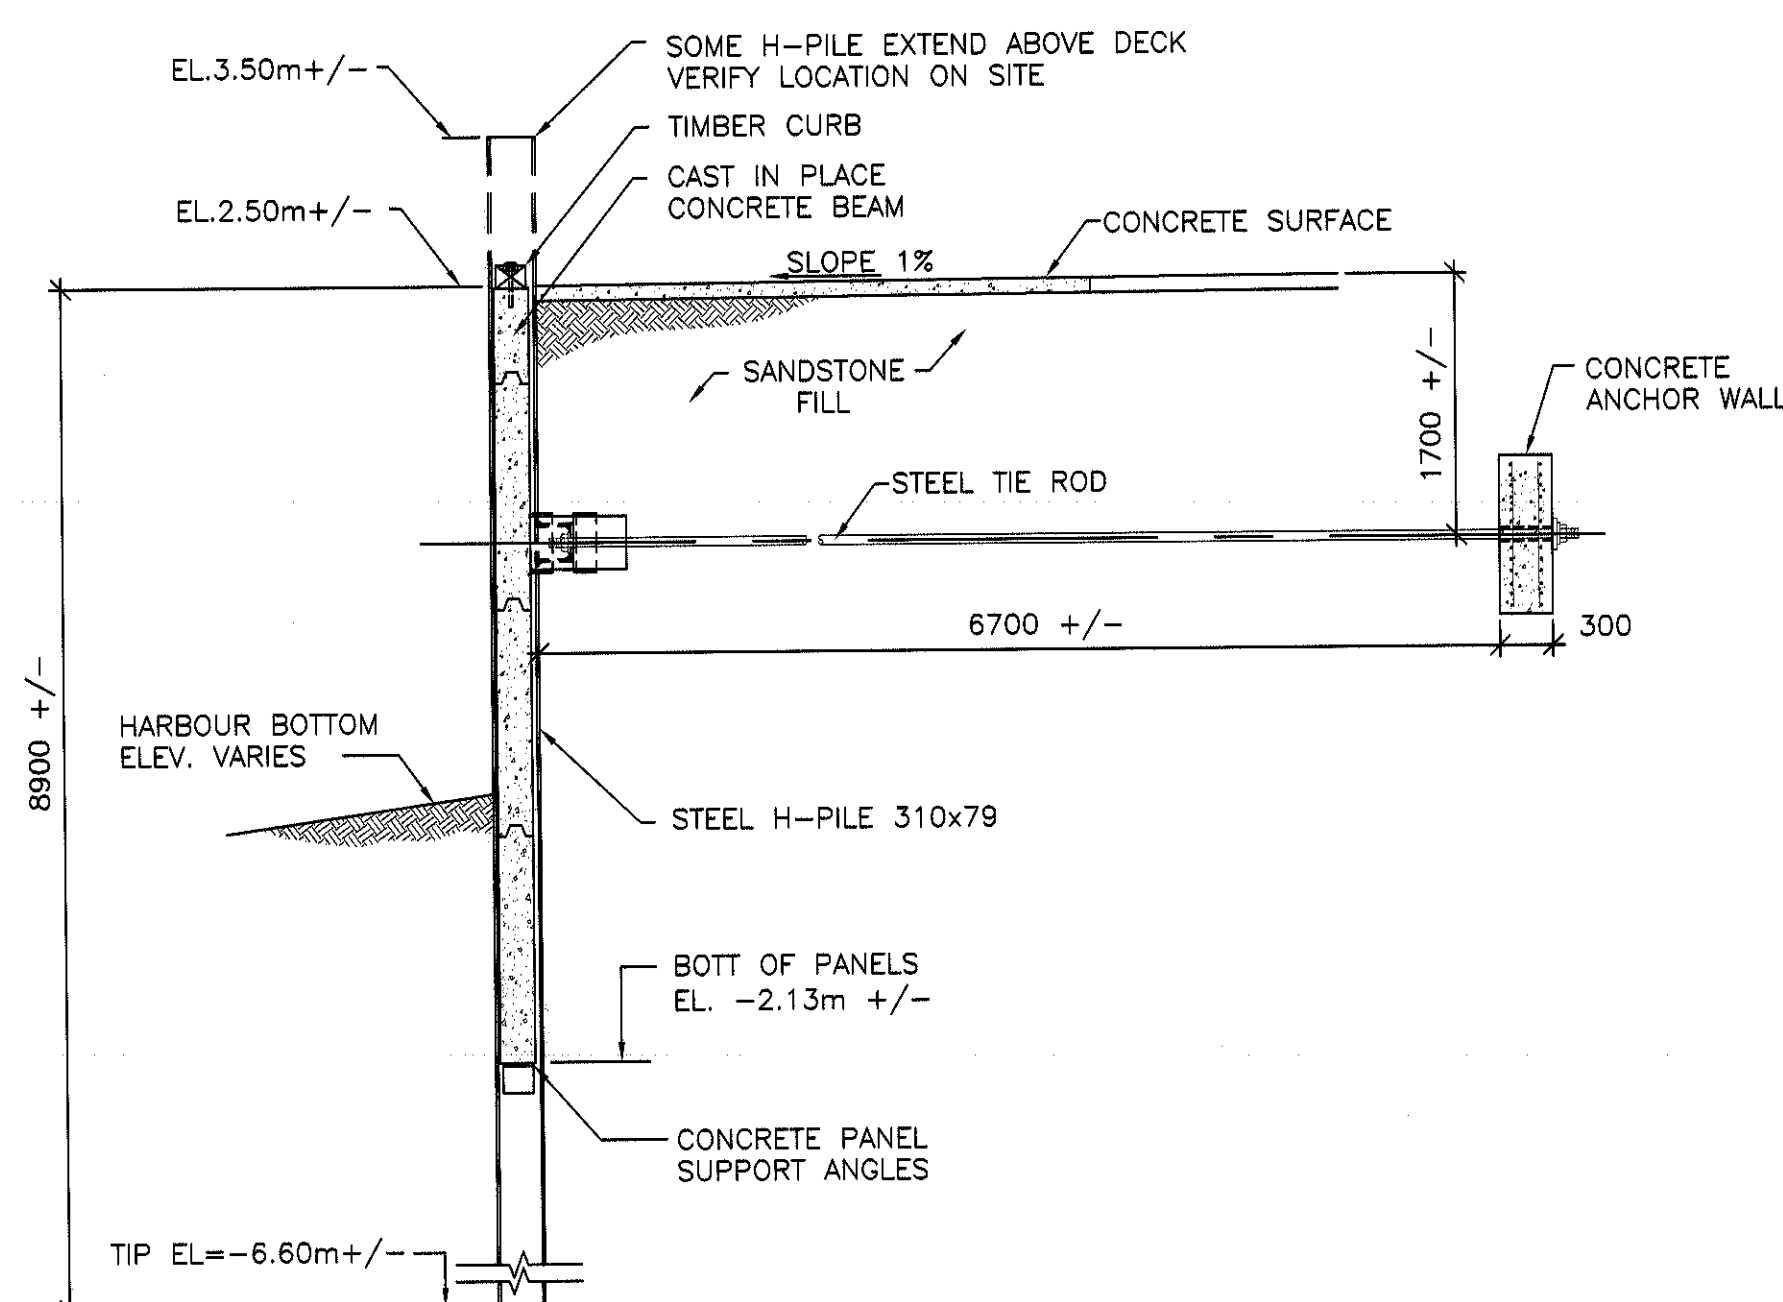 EL.3.50m+/-
SOME H-PILE EXTEND ABOVE DECK
VERIFY LOCATION ON SITE
TIMBER CURB
CAST IN PLACE
CONCRETE BEAM
EL.2.50m+/-
CONCRETE SURFACE
SLOPE 1%
SANDSTONE
FILL
1700 +/-
CONCRETE
ANCHOR WALL
STEEL TIE ROD
6700 +/-
300
8900 +/-
HARBOUR BOTTOM
ELEV. VARIES
STEEL H-PILE 310x79
BOTT OF PANELS
EL. -2.13m +/-
CONCRETE PANEL
SUPPORT ANGLES
TIP EL=-6.60m+/-